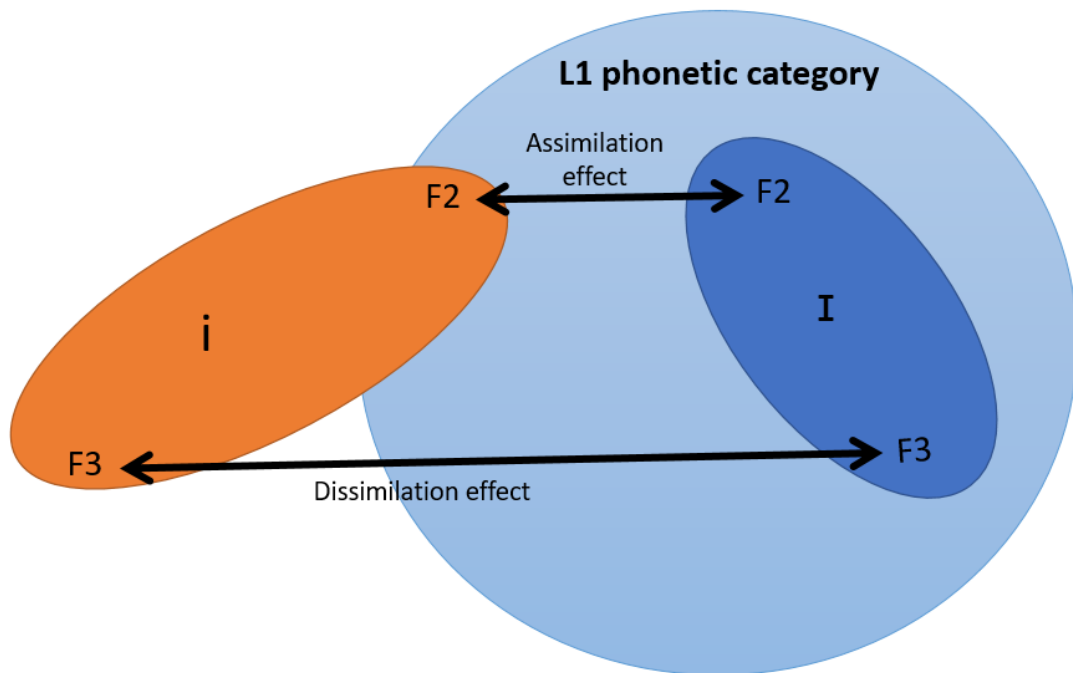 L1 phonetic category
Assimilation
effect
F2
F2
i
I
F3
F3
Dissimilation effect